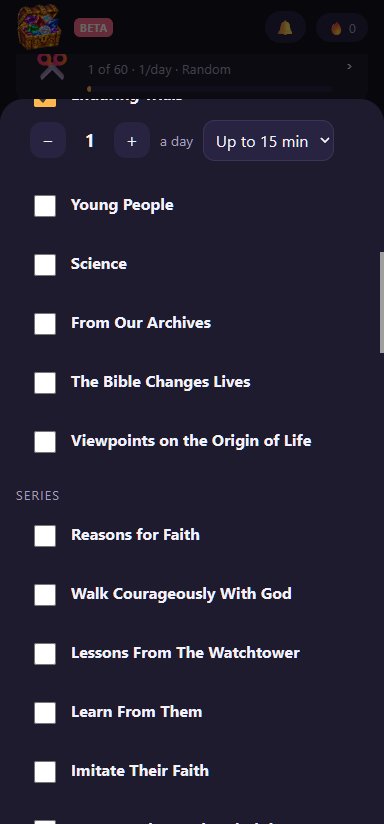 BETA
0
1 of 60 · 1/day · Random
Enduring Trials
− 1 + a day Up to 15 min
Young People
Science
From Our Archives
The Bible Changes Lives
Viewpoints on the Origin of Life
SERIES
Reasons for Faith
Walk Courageously With God
Lessons From The Watchtower
Learn From Them
Imitate Their Faith